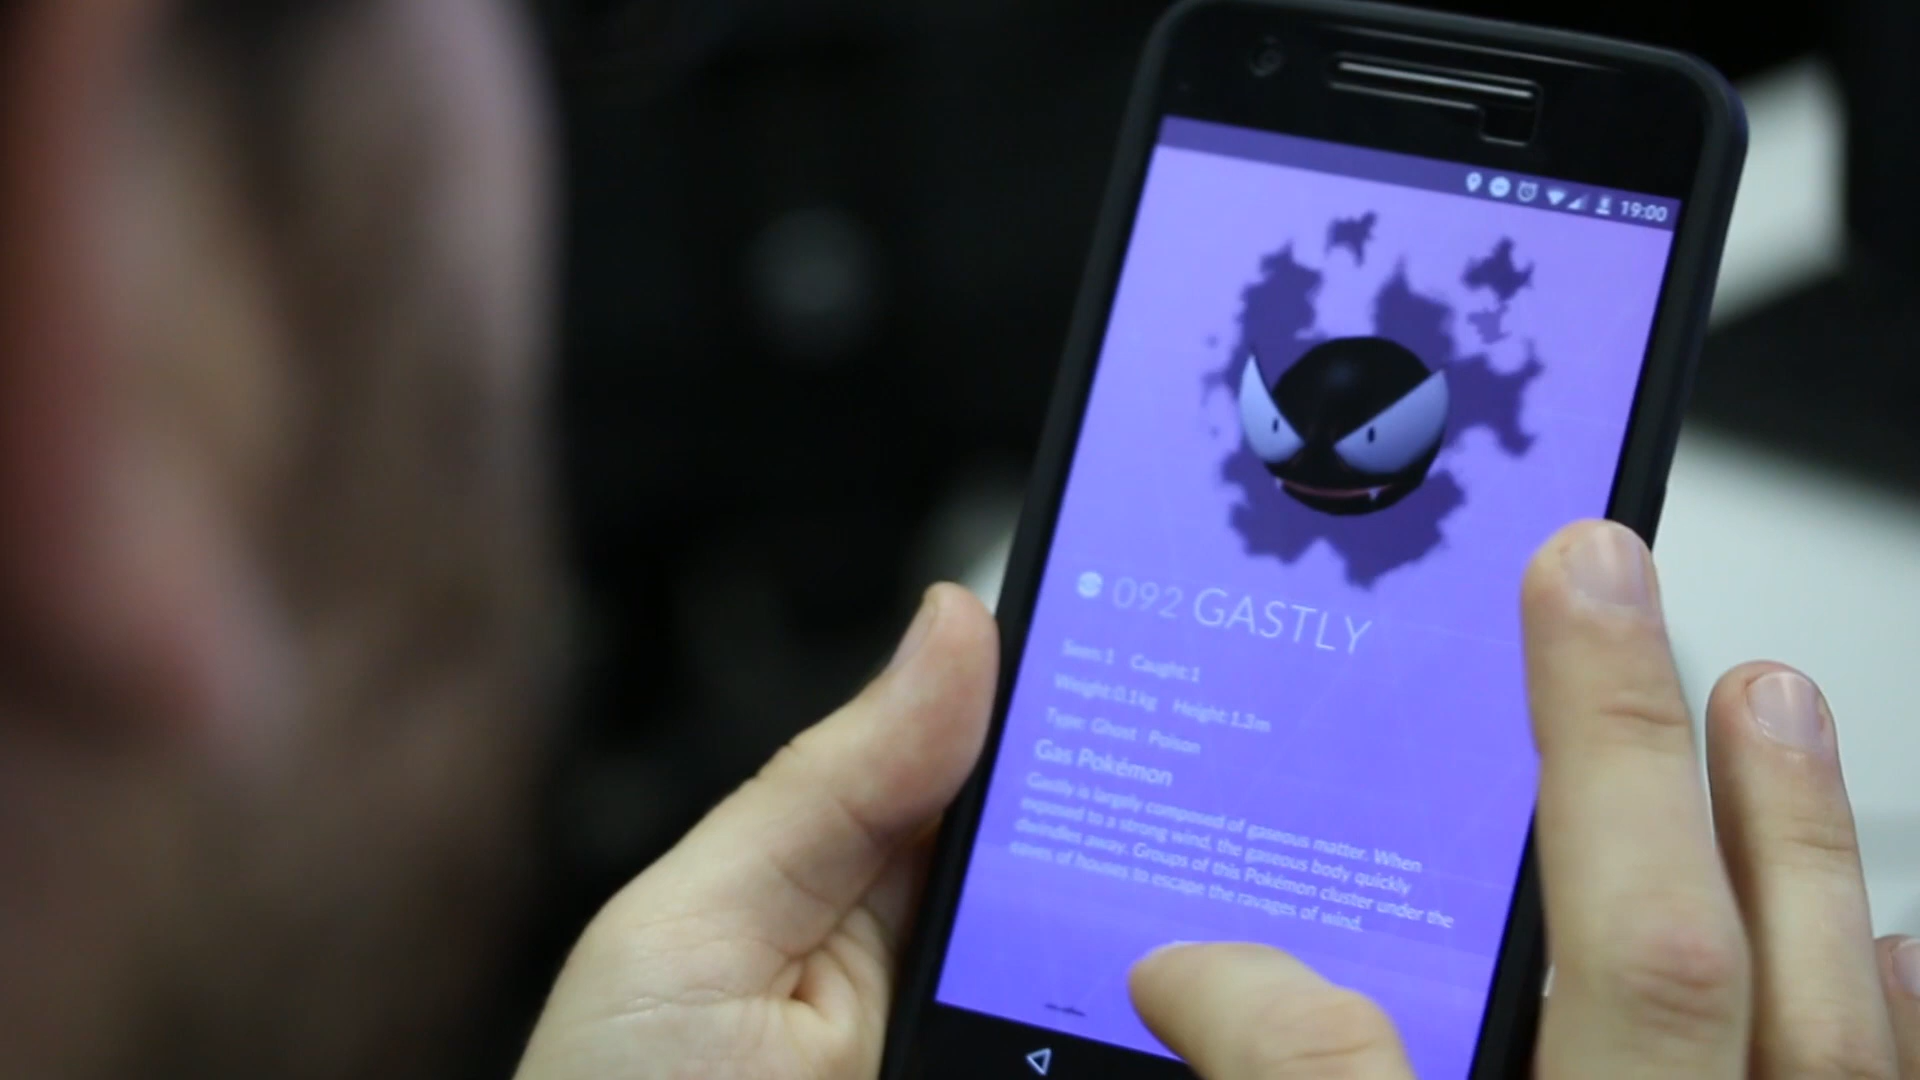 19:00
092 GASTLY
Seen:1 Caught:1
Weight:0.1kg Height:1.3m
Type: Ghost Poison
Gas Pokémon
Gastly is largely composed of gaseous matter. When
exposed to a strong wind, the gaseous body quickly
dwindles away. Groups of this Pokémon cluster under the
eaves of houses to escape the ravages of wind.